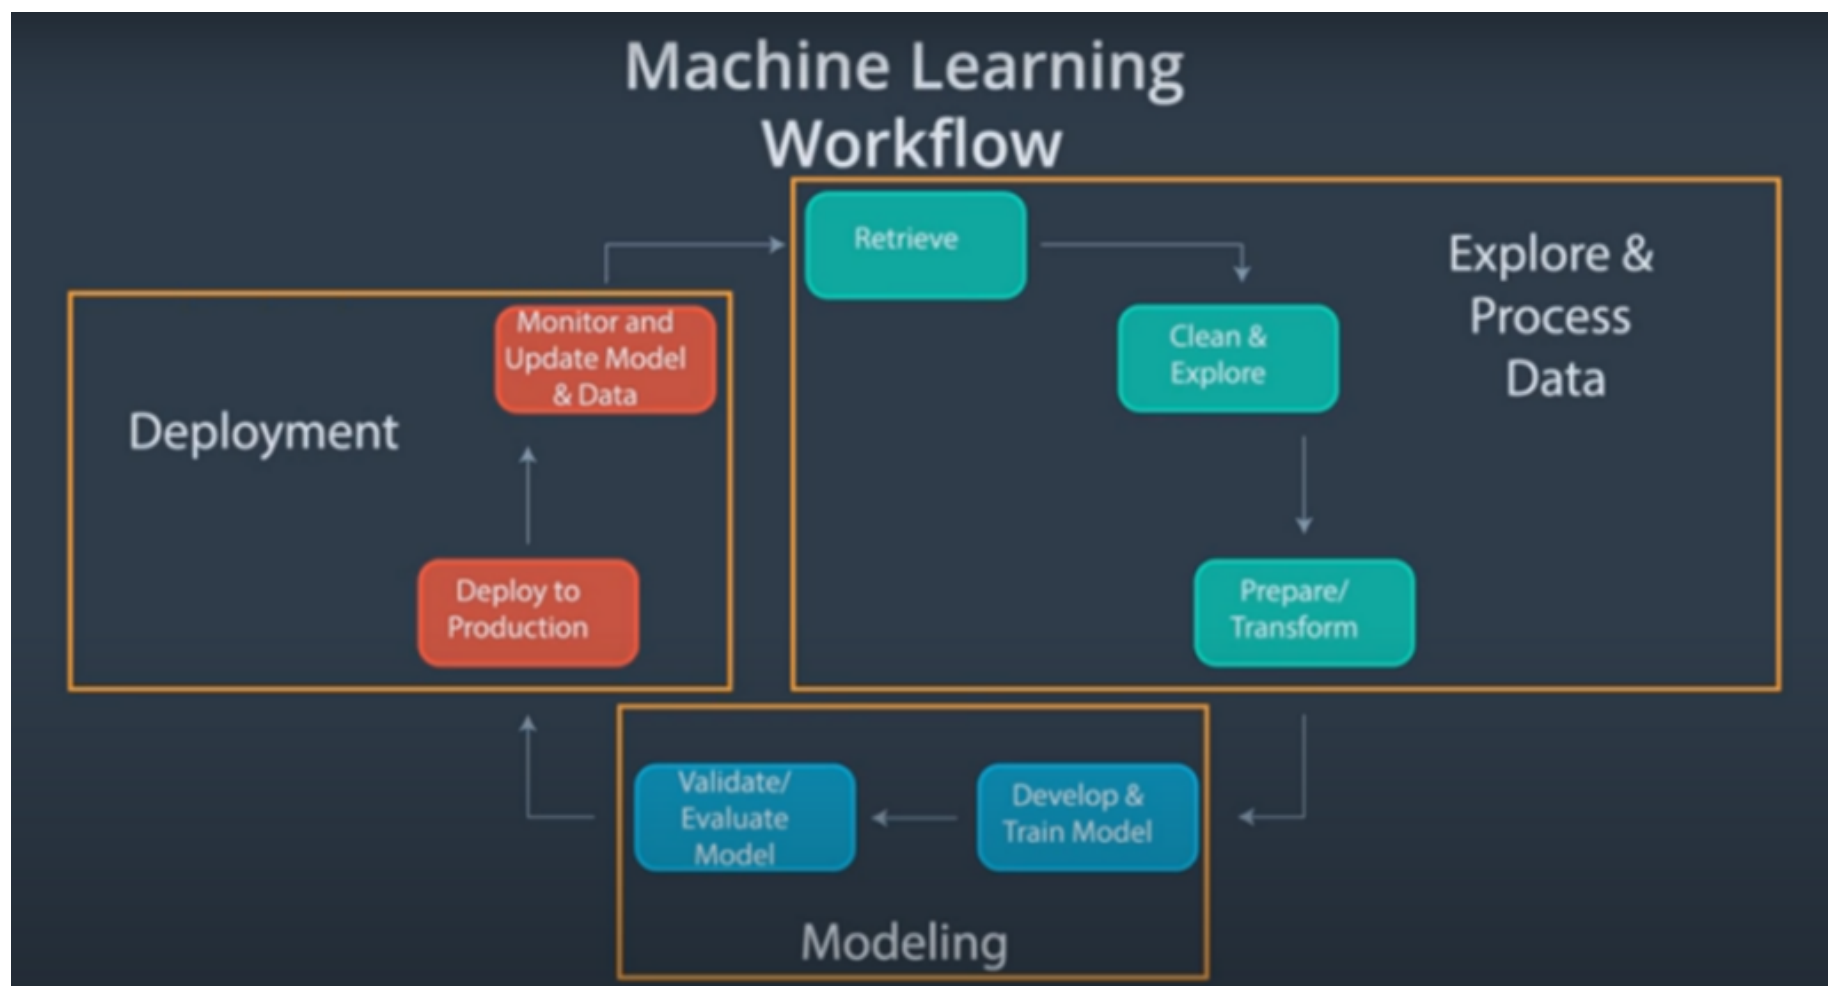 Machine Learning
Workflow
Retrieve
Explore &
Process
Data
Clean &
Explore
Monitor and
Update Model
& Data
Deployment
Deploy to
Production
Prepare/
Transform
Validate/
Evaluate
Model
Develop &
Train Model
Modeling